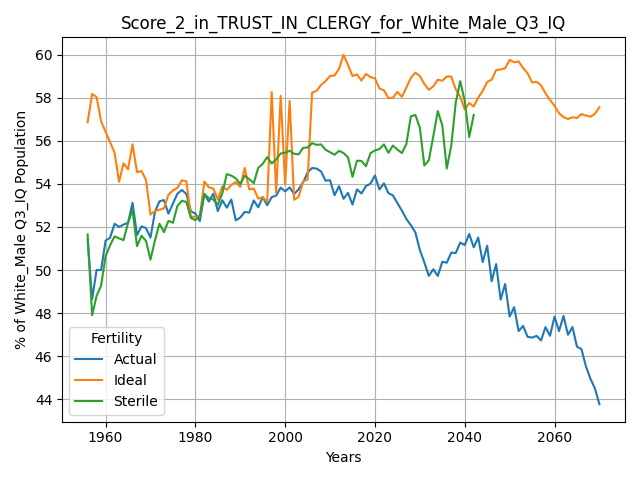 Score_2_in_TRUST_IN_CLERGY_for_White_Male_Q3_IQ
% of White_Male Q3_IQ Population
60
58
56
54
52
50
48
46
44
Fertility
Actual
Ideal
Sterile
1960
1980
2000
2020
2040
2060
Years